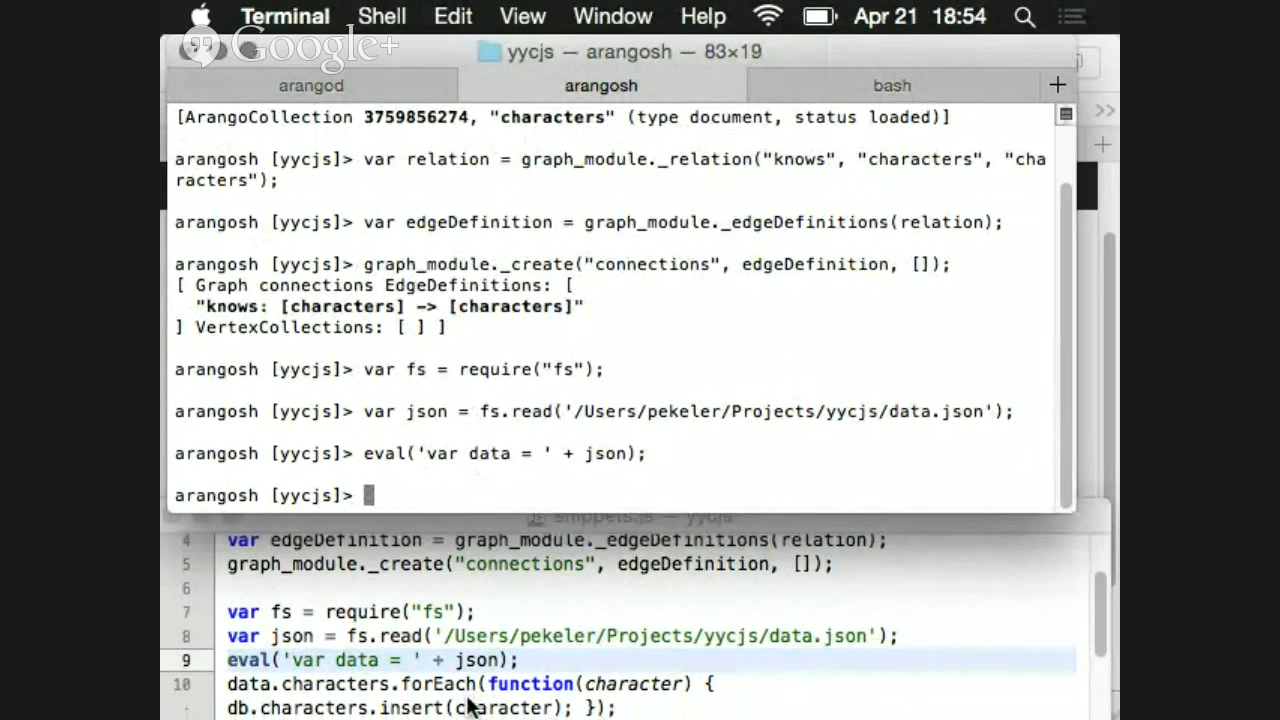 Terminal Shell Edit View Window Help Apr 21 18:54
Google+
yycjs — arangosh — 83×19
arangod arangosh bash +
[ArangoCollection 3759856274, "characters" (type document, status loaded)]
arangosh [yycjs]> var relation = graph_module._relation("knows", "characters", "cha
racters");
arangosh [yycjs]> var edgeDefinition = graph_module._edgeDefinitions(relation);
arangosh [yycjs]> graph_module._create("connections", edgeDefinition, []);
[ Graph connections EdgeDefinitions: [
"knows: [characters] -> [characters]"
] VertexCollections: [ ] ]
arangosh [yycjs]> var fs = require("fs");
arangosh [yycjs]> var json = fs.read('/Users/pekeler/Projects/yycjs/data.json');
arangosh [yycjs]> eval('var data = ' + json);
arangosh [yycjs]>
snippets.js — yycjs
4 var edgeDefinition = graph_module._edgeDefinitions(relation);
5 graph_module._create("connections", edgeDefinition, []);
6
7 var fs = require("fs");
8 var json = fs.read('/Users/pekeler/Projects/yycjs/data.json');
9 eval('var data = ' + json);
10 data.characters.forEach(function(character) {
db.characters.insert(character); });